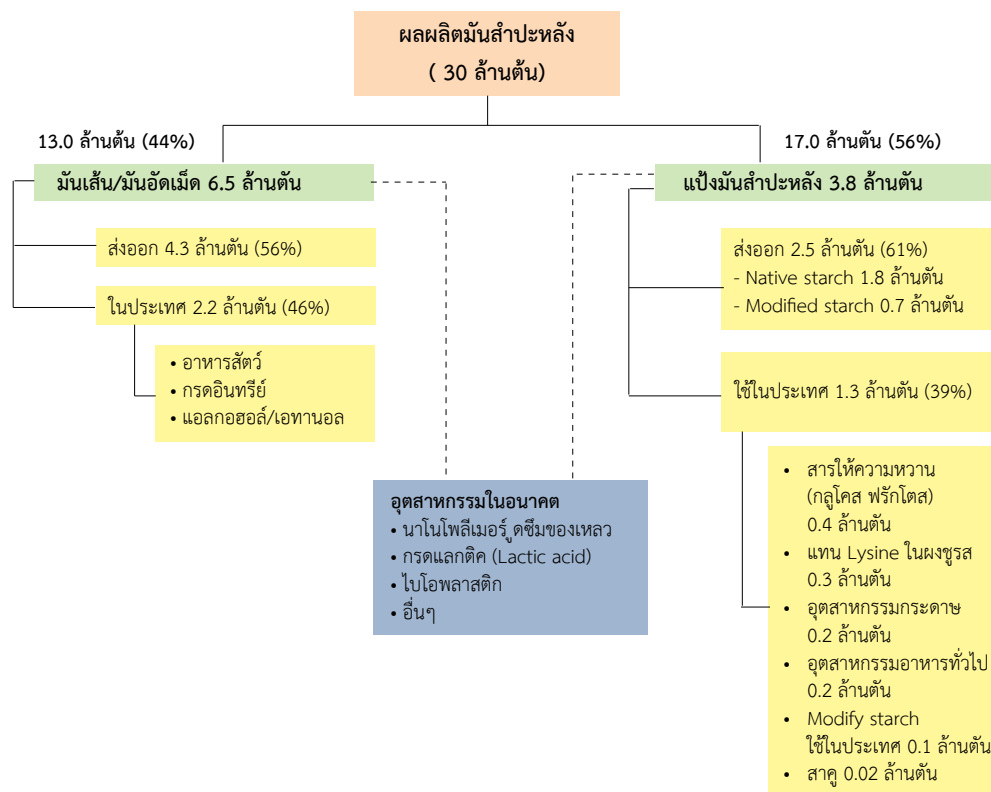 ผลผลิตมันสำปะหลัง
( 30 ล้านตัน)
13.0 ล้านตัน (44%)
17.0 ล้านตัน (56%)
มันเส้น/มันอัดเม็ด 6.5 ล้านตัน
แป้งมันสำปะหลัง 3.8 ล้านตัน
ส่งออก 4.3 ล้านตัน (56%)
ในประเทศ 2.2 ล้านตัน (46%)
• อาหารสัตว์
• กรดอินทรีย์
• แอลกอฮอล์/เอทานอล
ส่งออก 2.5 ล้านตัน (61%)
- Native starch 1.8 ล้านตัน
- Modified starch 0.7 ล้านตัน
ใช้ในประเทศ 1.3 ล้านตัน (39%)
อุตสาหกรรมในอนาคต
• นาโนโพลีเมอร์ ูดซึมของเหลว
• กรดแลกติค (Lactic acid)
• ไบโอพลาสติก
• อื่นๆ
• สารให้ความหวาน
(กลูโคส ฟรักโตส)
0.4 ล้านตัน
• แทน Lysine ในผงชูรส
0.3 ล้านตัน
• อุตสาหกรรมกระดาษ
0.2 ล้านตัน
• อุตสาหกรรมอาหารทั่วไป
0.2 ล้านตัน
• Modify starch
ใช้ในประเทศ 0.1 ล้านตัน
• สาคู 0.02 ล้านตัน